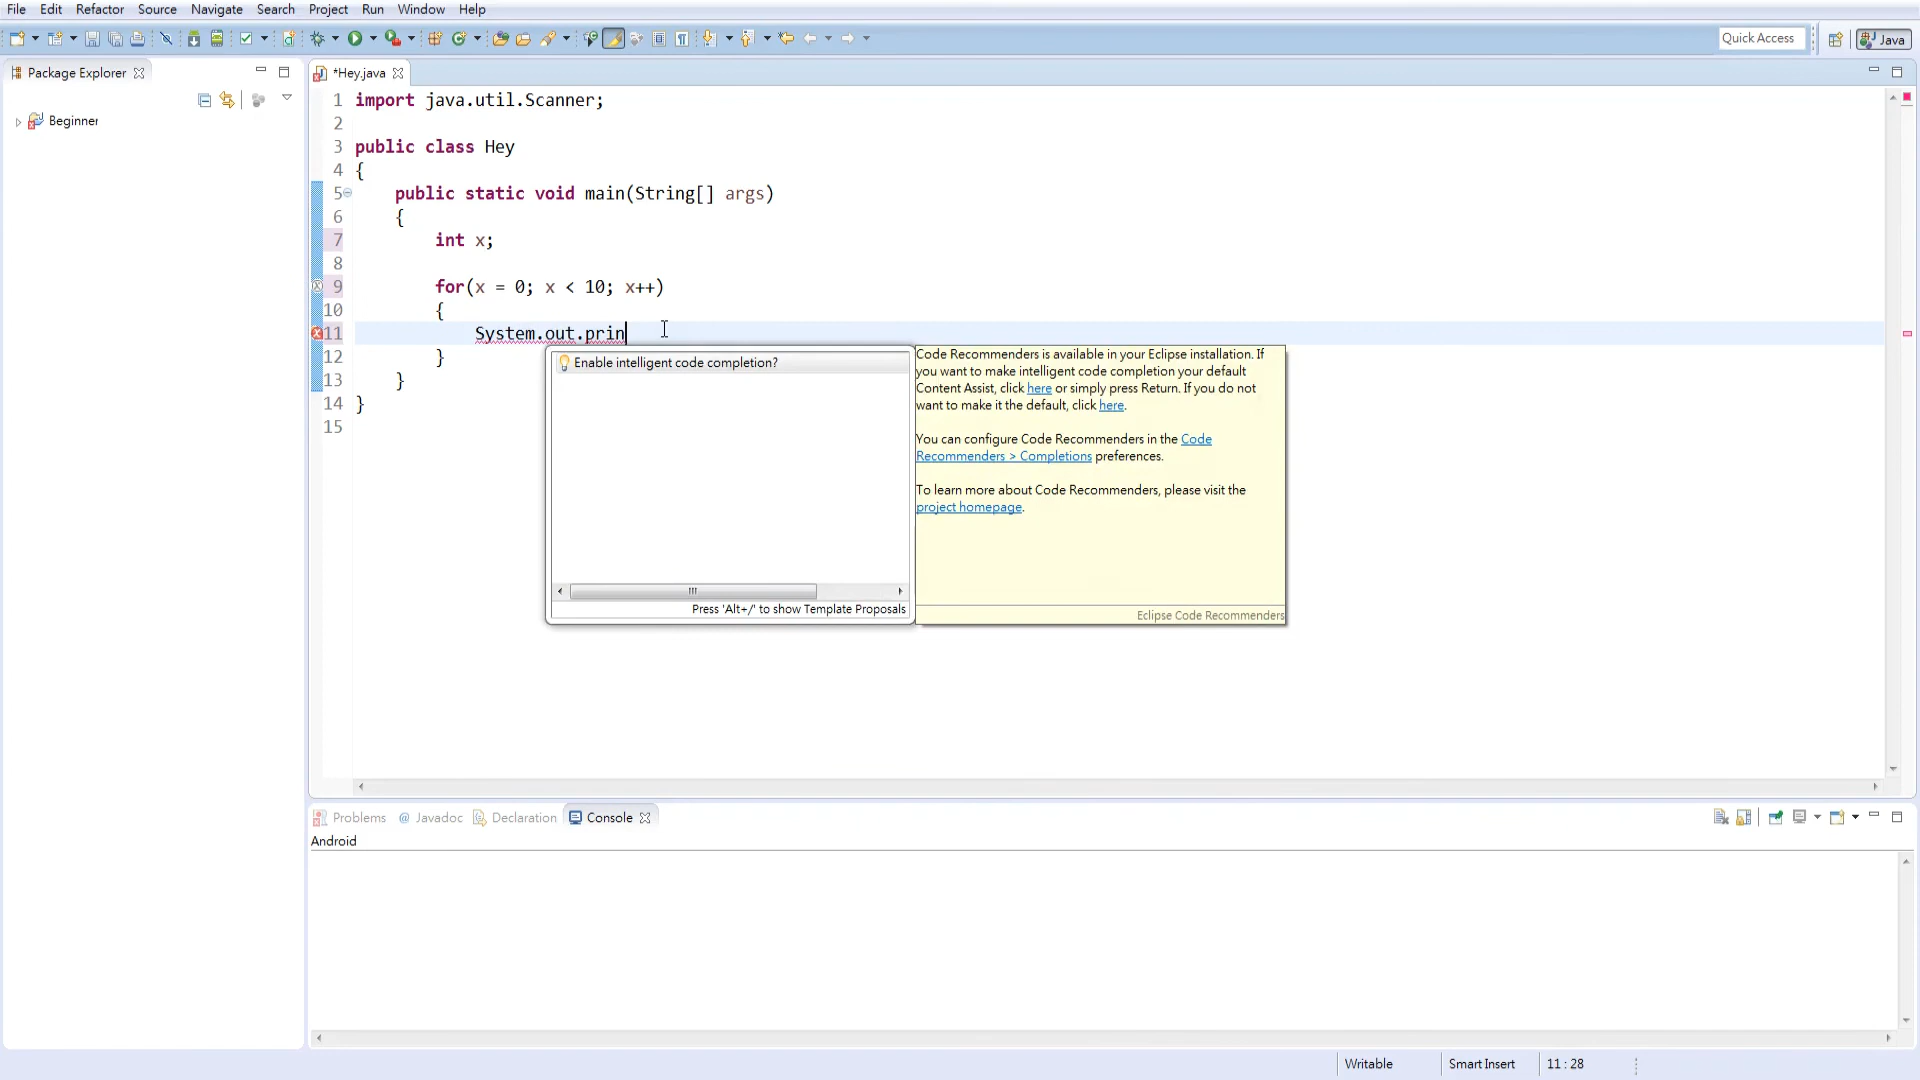 File Edit Refactor Source Navigate Search Project Run Window Help
Quick Access
Java
Package Explorer
*Hey.java
Beginner
1 import java.util.Scanner;
2
3 public class Hey
4 {
5 public static void main(String[] args)
6 {
7 int x;
8
9 for(x = 0; x < 10; x++)
10 {
11 System.out.prin
12 }
13 }
14 }
15
Enable intelligent code completion?
Press 'Alt+/' to show Template Proposals
Code Recommenders is available in your Eclipse installation. If
you want to make intelligent code completion your default
Content Assist, click here or simply press Return. If you do not
want to make it the default, click here.
You can configure Code Recommenders in the Code
Recommenders > Completions preferences.
To learn more about Code Recommenders, please visit the
project homepage.
Eclipse Code Recommenders
Problems @ Javadoc Declaration Console
Android
Writable Smart Insert 11 : 28